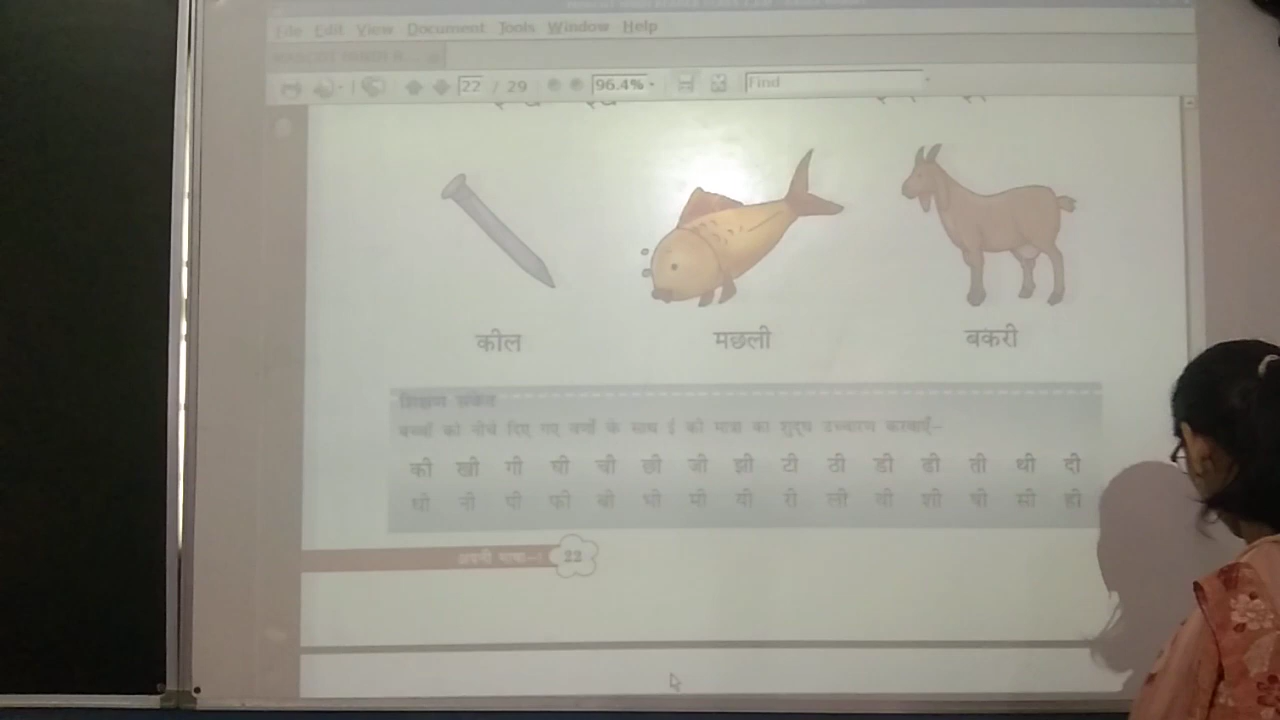 File Edit View Document Tools Window Help
22 / 29 96.4% Find
कील मछली बकरी
शिक्षण संकेत
बच्चों को नीचे दिए गए वर्णों के साथ ई की मात्रा का शुद्ध उच्चारण करवाएँ–
की खी गी घी ची छी जी झी टी ठी डी ढी ती थी दी
धी नी पी फी बी भी मी यी री ली वी शी षी सी ही
22